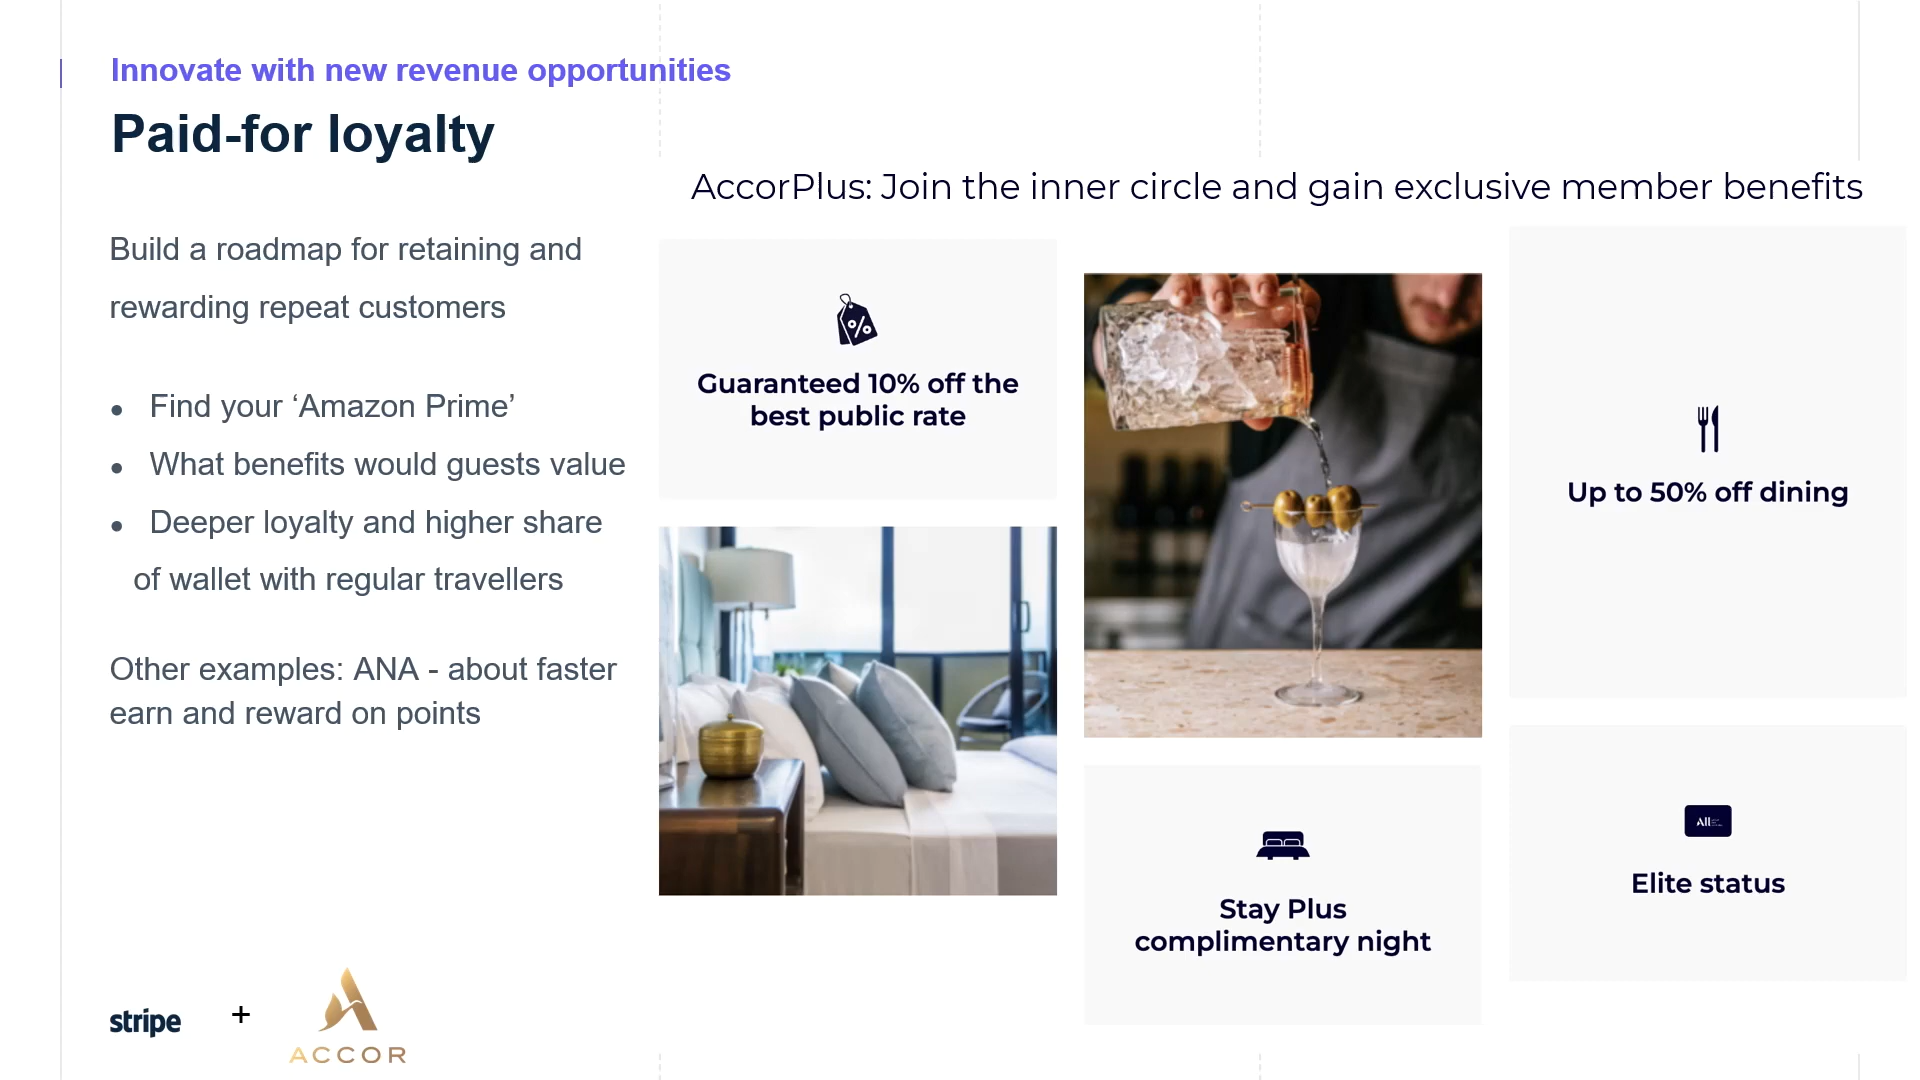 Innovate with new revenue opportunities
Paid-for loyalty
AccorPlus: Join the inner circle and gain exclusive member benefits
Build a roadmap for retaining and
rewarding repeat customers
● Find your ‘Amazon Prime’
● What benefits would guests value
● Deeper loyalty and higher share
of wallet with regular travellers
Other examples: ANA - about faster
earn and reward on points
Guaranteed 10% off the
best public rate
Up to 50% off dining
Stay Plus
complimentary night
All
Elite status
stripe + ACCOR